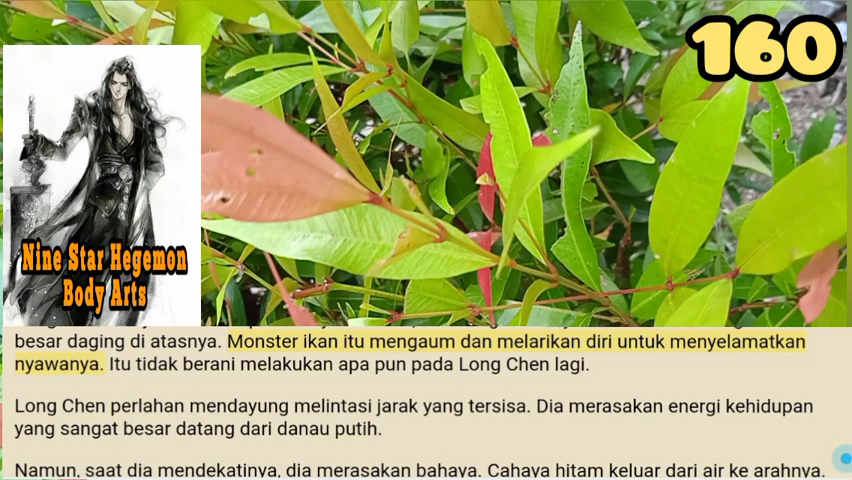 160
Nine Star Hegemon
Body Arts
besar daging di atasnya. Monster ikan itu mengaum dan melarikan diri untuk menyelamatkan
nyawanya. Itu tidak berani melakukan apa pun pada Long Chen lagi.
Long Chen perlahan mendayung melintasi jarak yang tersisa. Dia merasakan energi kehidupan
yang sangat besar datang dari danau putih.
Namun, saat dia mendekatinya, dia merasakan bahaya. Cahaya hitam keluar dari air ke arahnya.